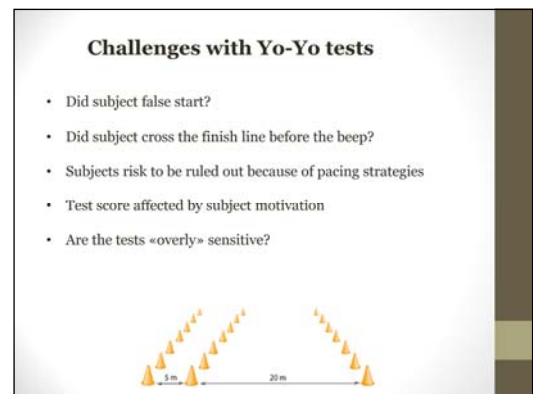 Challenges with Yo-Yo tests
• Did subject false start?
• Did subject cross the finish line before the beep?
• Subjects risk to be ruled out because of pacing strategies
• Test score affected by subject motivation
• Are the tests «overly» sensitive?
5 m
20 m